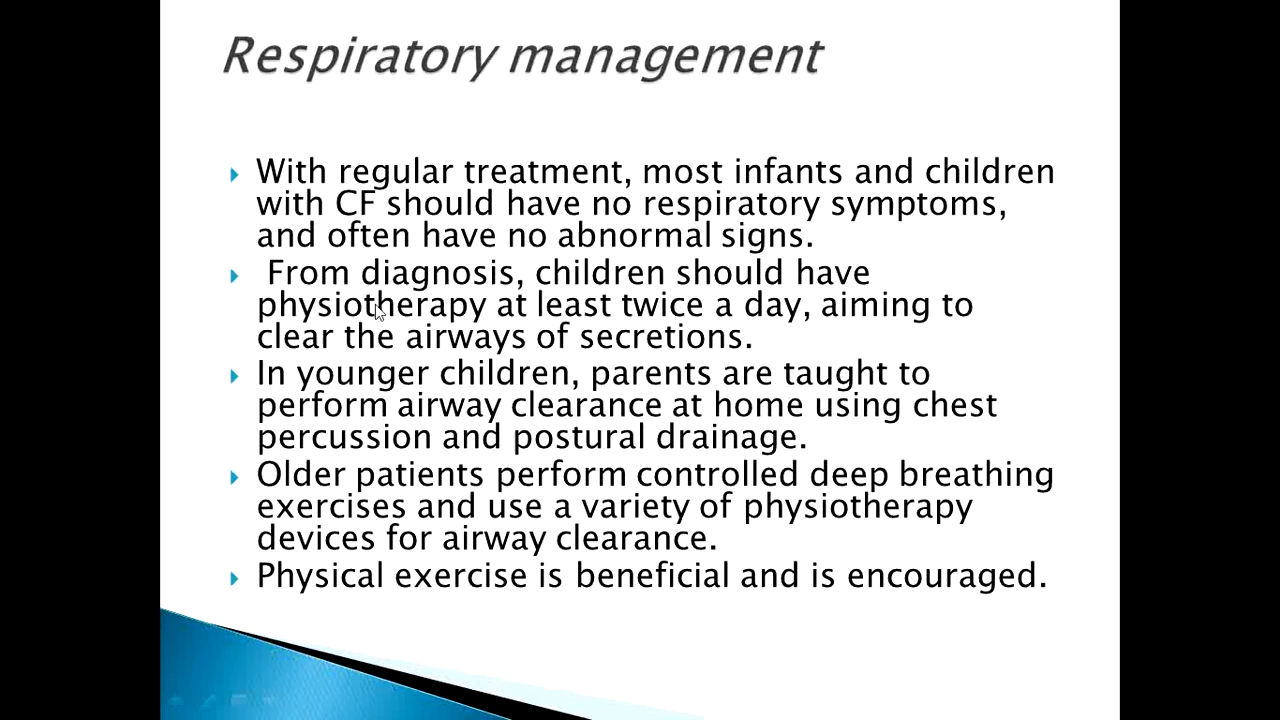 Respiratory management
With regular treatment, most infants and children
with CF should have no respiratory symptoms,
and often have no abnormal signs.
From diagnosis, children should have
physiotherapy at least twice a day, aiming to
clear the airways of secretions.
In younger children, parents are taught to
perform airway clearance at home using chest
percussion and postural drainage.
Older patients perform controlled deep breathing
exercises and use a variety of physiotherapy
devices for airway clearance.
Physical exercise is beneficial and is encouraged.